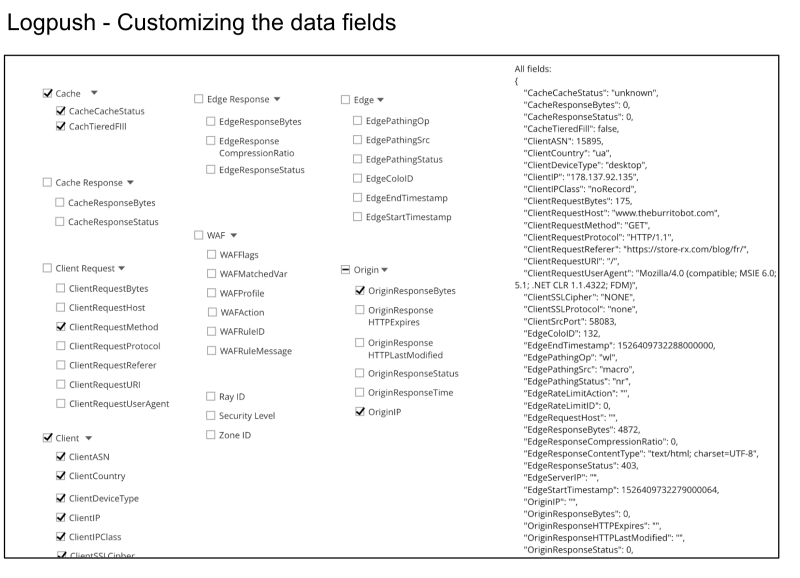 Logpush - Customizing the data fields
Cache
CacheCacheStatus
CachTieredFIll
Cache Response
CacheResponseBytes
CacheResponseStatus
Client Request
ClientRequestBytes
ClientRequestHost
ClientRequestMethod
ClientRequestProtocol
ClientRequestReferer
ClientRequestURI
ClientRequestUserAgent
Client
ClientASN
ClientCountry
ClientDeviceType
ClientIP
ClientIPClass
ClientSSLCipher
Edge Response
EdgeResponseBytes
EdgeResponse
CompressionRatio
EdgeResponseStatus
WAF
WAFFlags
WAFMatchedVar
WAFProfile
WAFAction
WAFRuleID
WAFRuleMessage
Ray ID
Security Level
Zone ID
Edge
EdgePathingOp
EdgePathingSrc
EdgePathingStatus
EdgeColoID
EdgeEndTimestamp
EdgeStartTimestamp
Origin
OriginResponseBytes
OriginResponse
HTTPExpires
OriginResponse
HTTPLastModified
OriginResponseStatus
OriginResponseTime
OriginIP
All fields:
{
"CacheCacheStatus": "unknown",
"CacheResponseBytes": 0,
"CacheResponseStatus": 0,
"CacheTieredFill": false,
"ClientASN": 15895,
"ClientCountry": "ua",
"ClientDeviceType": "desktop",
"ClientIP": "178.137.92.135",
"ClientIPClass": "noRecord",
"ClientRequestBytes": 175,
"ClientRequestHost": "www.theburritobot.com",
"ClientRequestMethod": "GET",
"ClientRequestProtocol": "HTTP/1.1",
"ClientRequestReferer": "https://store-rx.com/blog/fr/",
"ClientRequestURI": "/",
"ClientRequestUserAgent": "Mozilla/4.0 (compatible; MSIE 6.0;
5.1; .NET CLR 1.1.4322; FDM)",
"ClientSSLCipher": "NONE",
"ClientSSLProtocol": "none",
"ClientSrcPort": 58083,
"EdgeColoID": 132,
"EdgeEndTimestamp": 1526409732288000000,
"EdgePathingOp": "wl",
"EdgePathingSrc": "macro",
"EdgePathingStatus": "nr",
"EdgeRateLimitAction": "",
"EdgeRateLimitID": 0,
"EdgeRequestHost": "",
"EdgeResponseBytes": 4872,
"EdgeResponseCompressionRatio": 0,
"EdgeResponseContentType": "text/html; charset=UTF-8",
"EdgeResponseStatus": 403,
"EdgeServerIP": "",
"EdgeStartTimestamp": 1526409732279000064,
"OriginIP": "",
"OriginResponseBytes": 0,
"OriginResponseHTTPExpires": "",
"OriginResponseHTTPLastModified": "",
"OriginResponseStatus": 0,